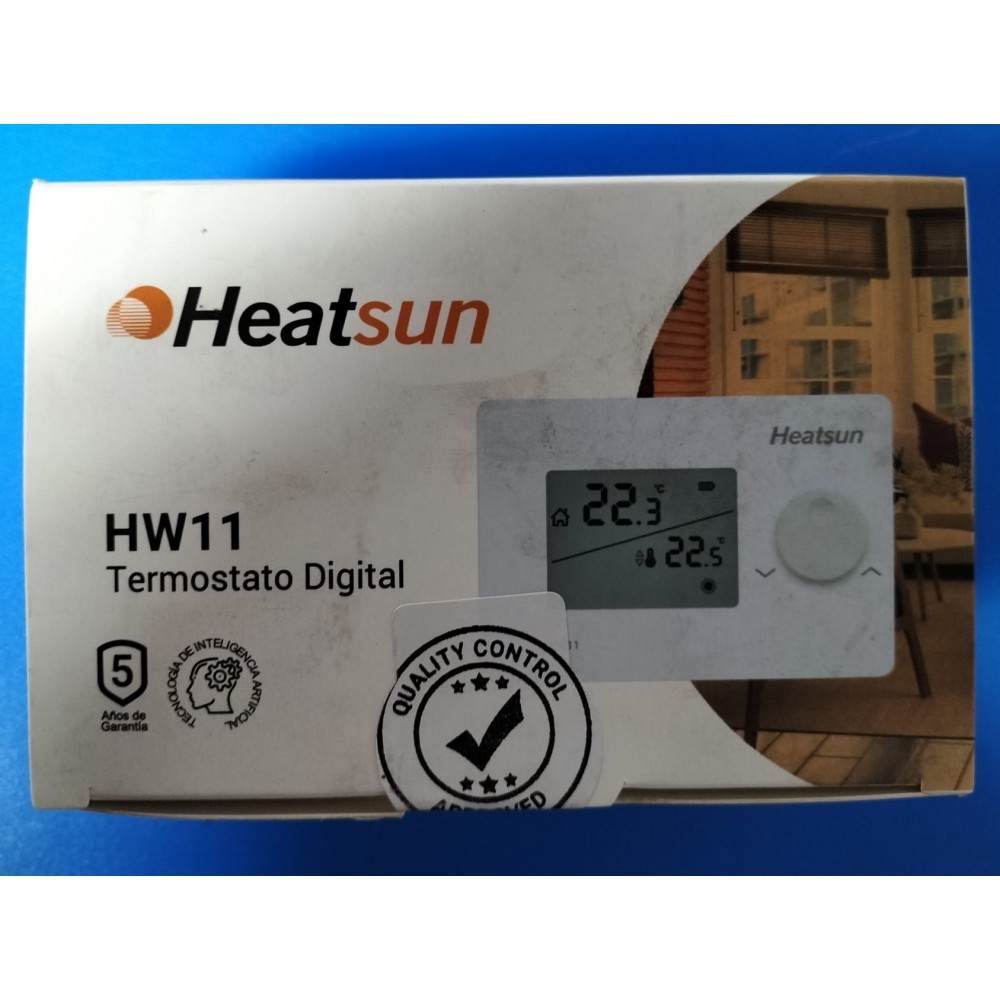 Heatsun
Heatsun
22.3 °C
22.5 °C
HW11
Termostato Digital
5
Años de
Garantía
TECNOLOGÍA DE INTELIGENCIA ARTIFICIAL
11
QUALITY CONTROL